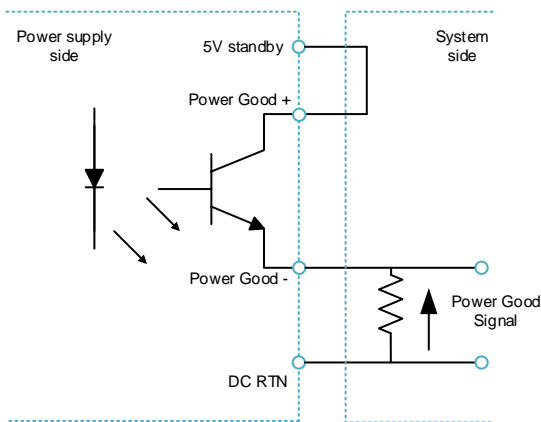 Power supply
side
System
side
5V standby
Power Good +
Power Good -
Power Good
Signal
DC RTN